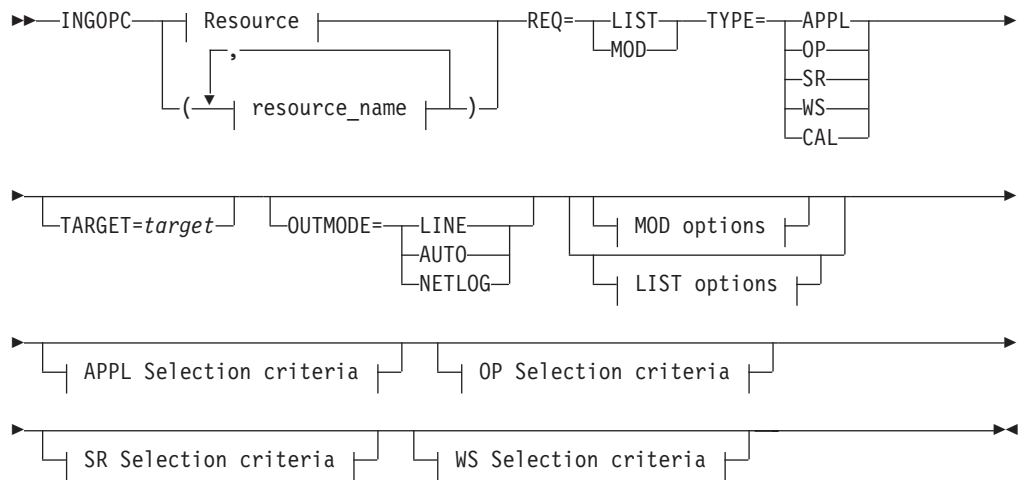 INGOPC Resource REQ= LIST TYPE= APPL
, MOD OP
( resource_name ) SR
WS
CAL
TARGET=target OUTMODE= LINE MOD options
AUTO
NETLOG LIST options
APPL Selection criteria OP Selection criteria
SR Selection criteria WS Selection criteria